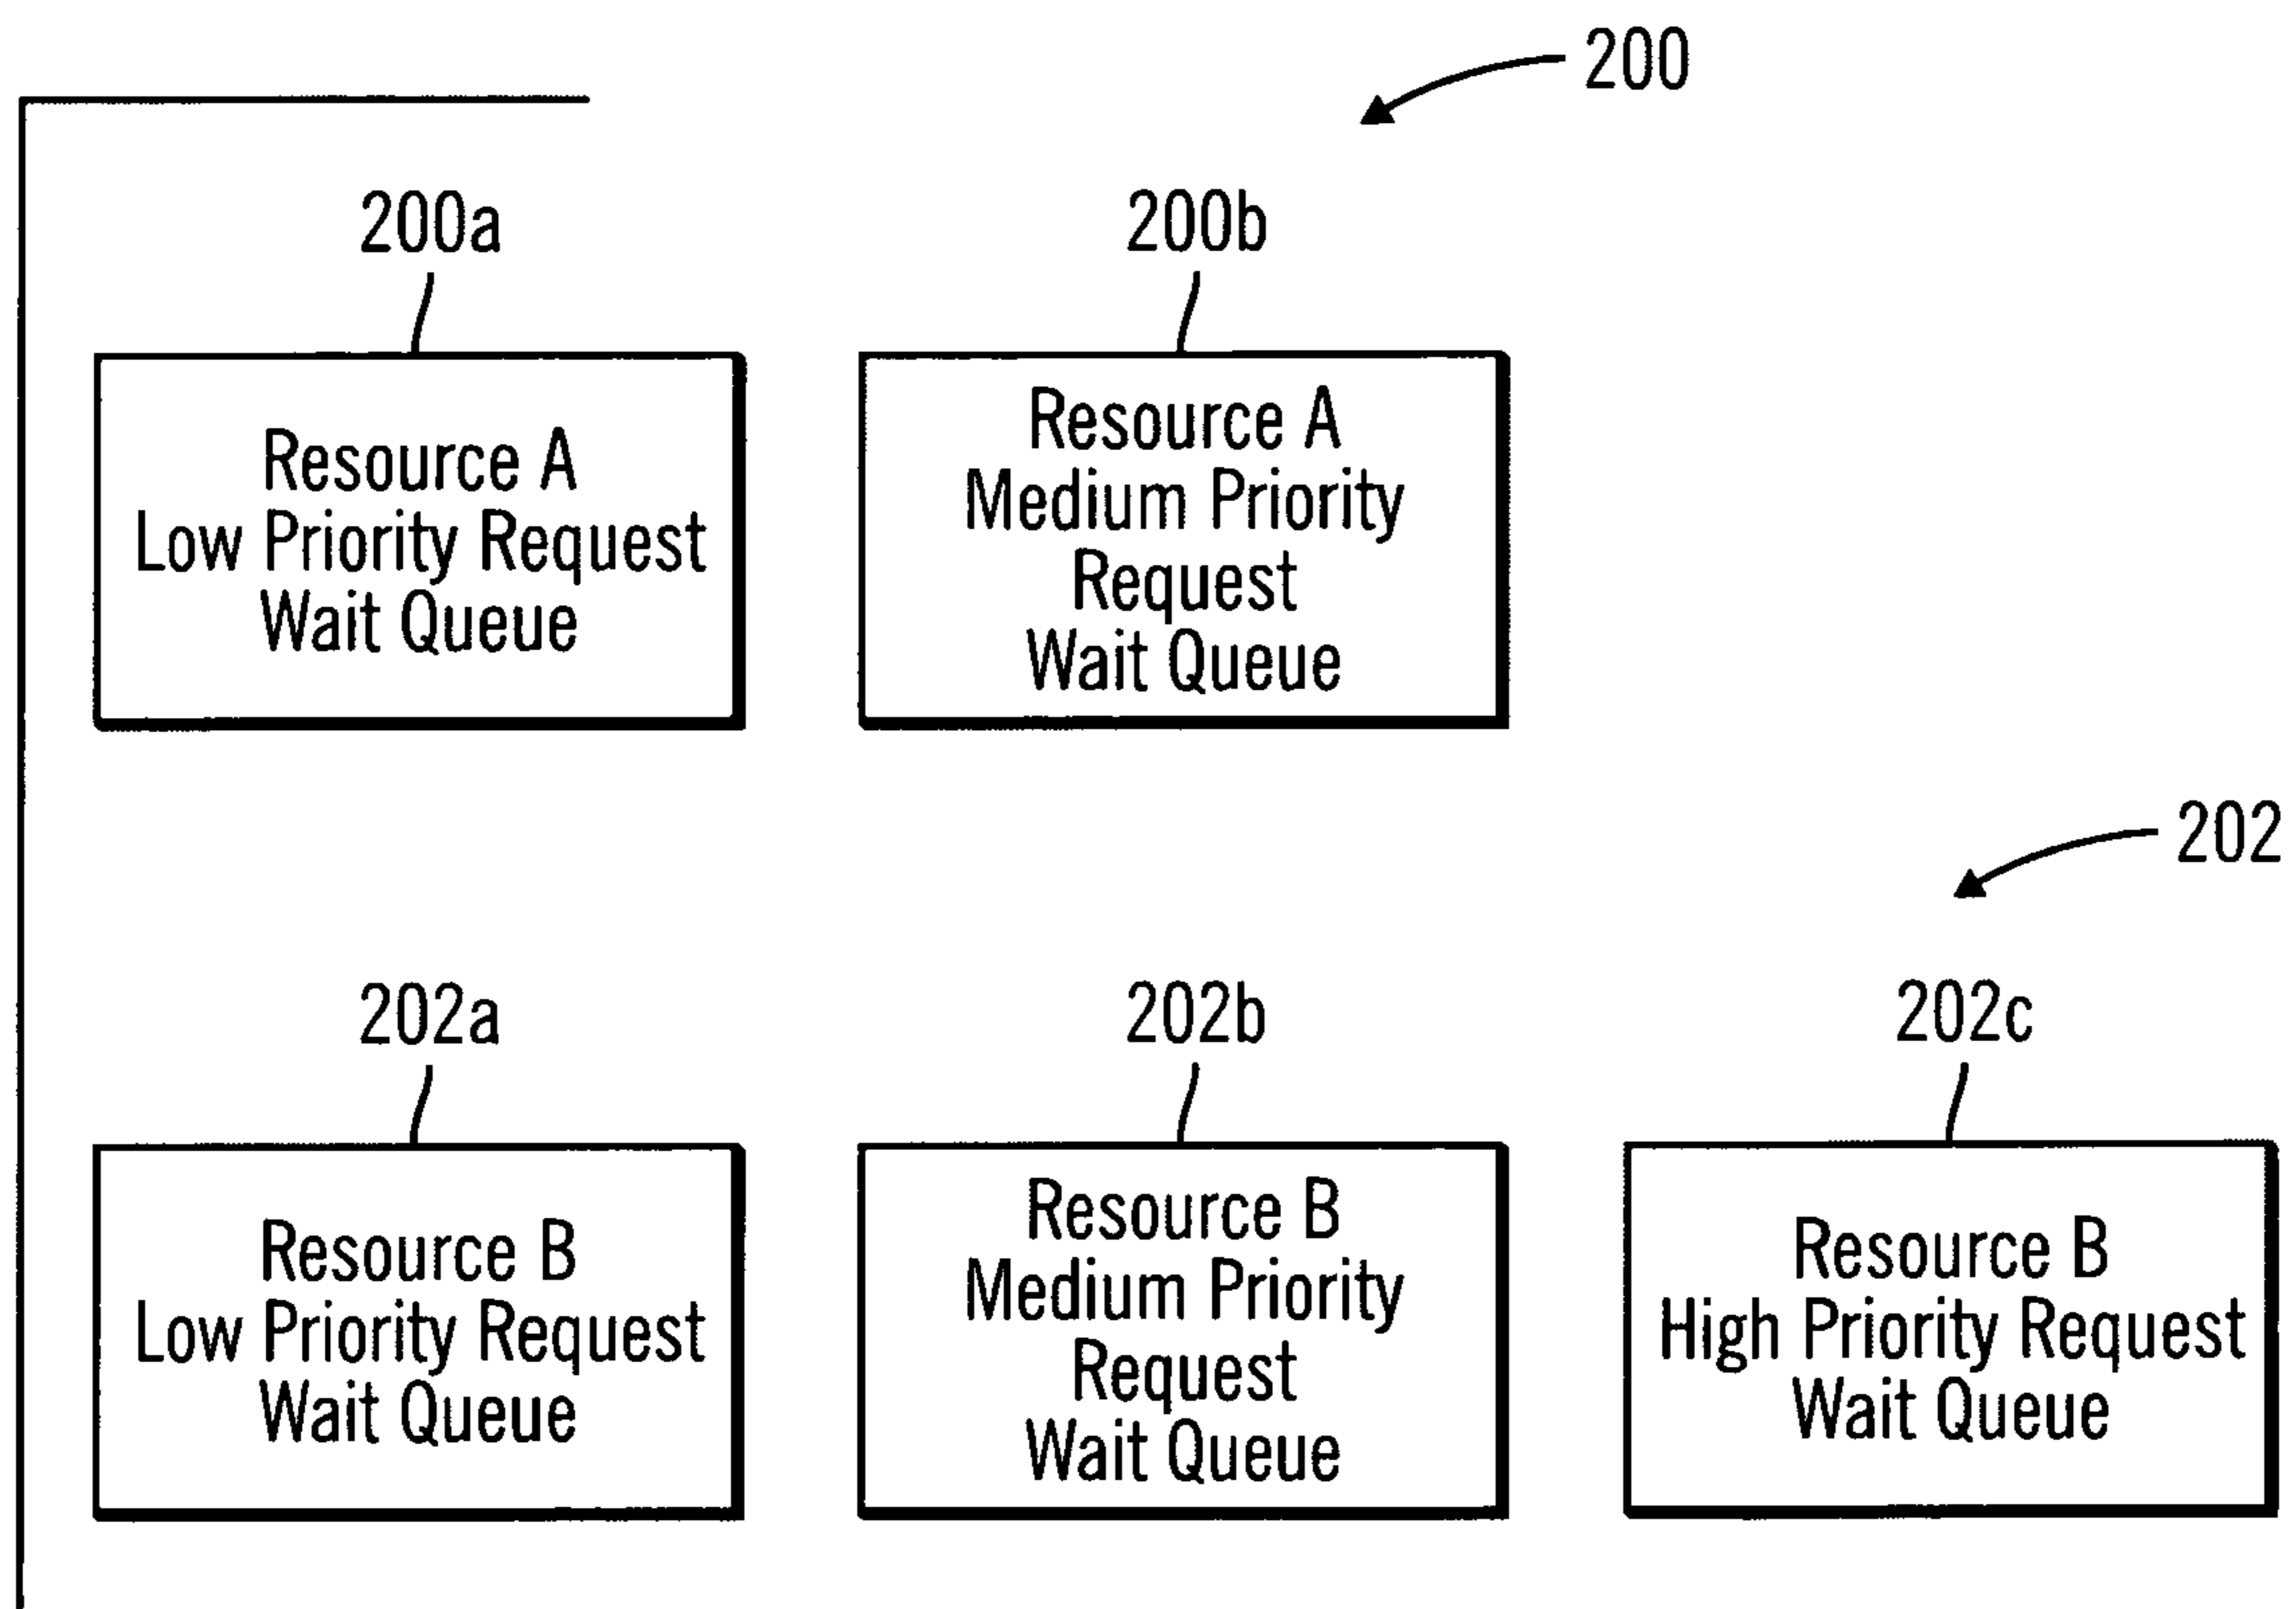 200
200a
200b
Resource A
Low Priority Request
Wait Queue
Resource A
Medium Priority
Request
Wait Queue
202
202a
202b
202c
Resource B
Low Priority Request
Wait Queue
Resource B
Medium Priority
Request
Wait Queue
Resource B
High Priority Request
Wait Queue